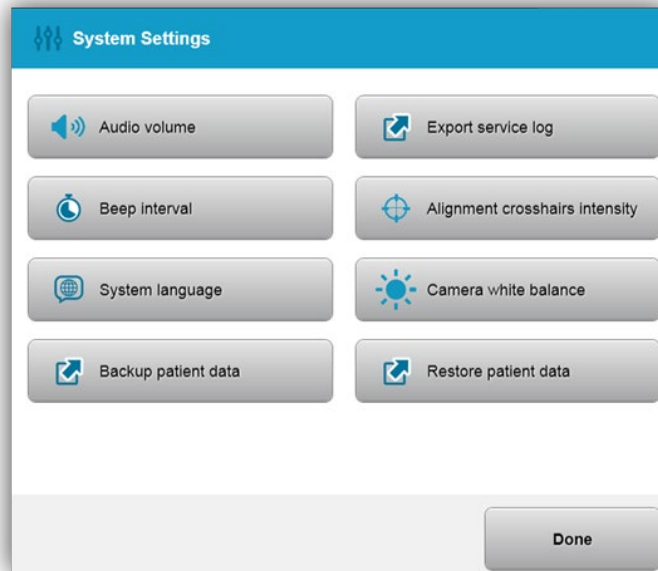 System Settings
Audio volume
Export service log
Beep interval
Alignment crosshairs intensity
System language
Camera white balance
Backup patient data
Restore patient data
Done